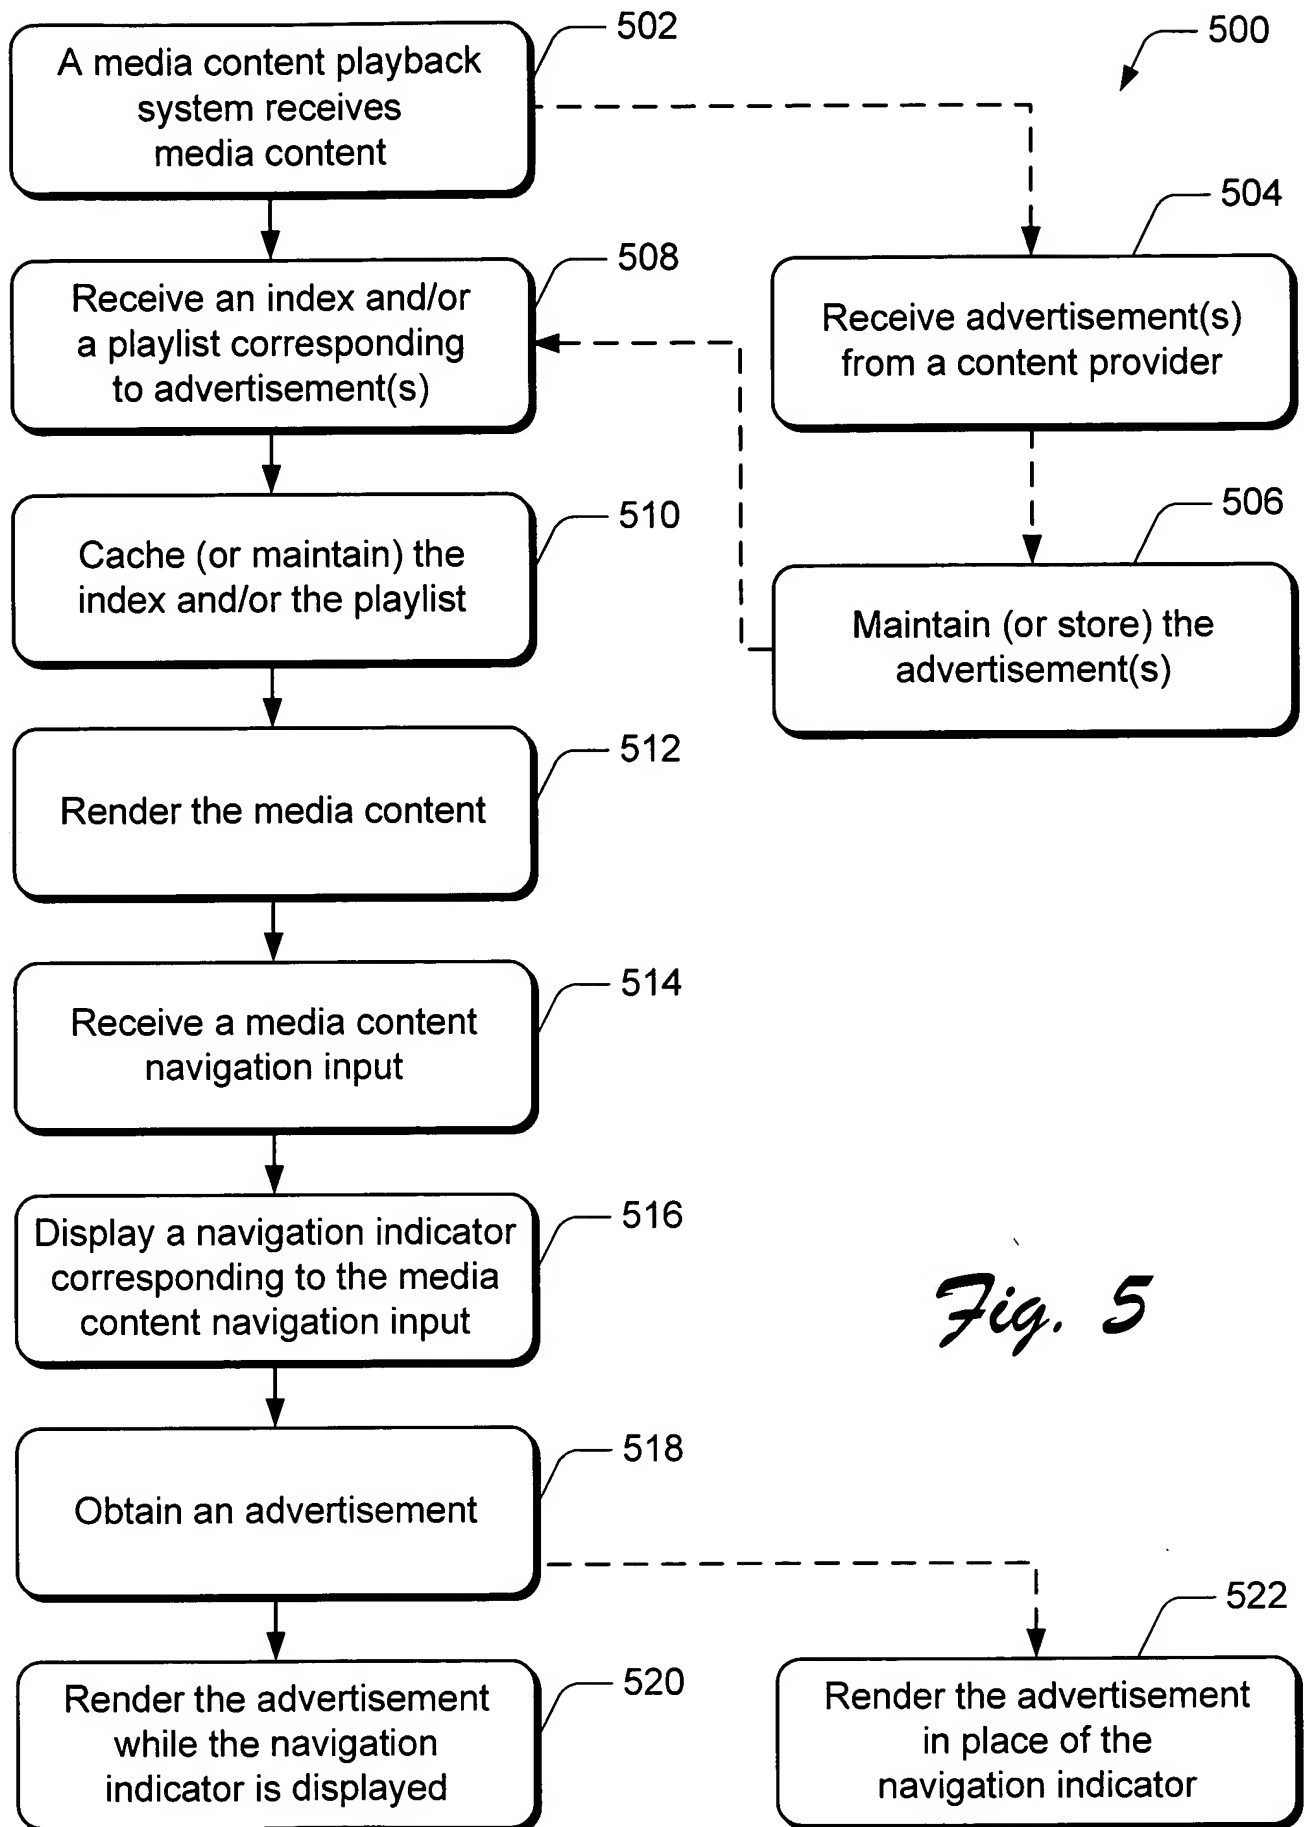 502
500
A media content playback
system receives
media content
504
508
Receive an index and/or
a playlist corresponding
to advertisement(s)
Receive advertisement(s)
from a content provider
510
506
Cache (or maintain) the
index and/or the playlist
Maintain (or store) the
advertisement(s)
512
Render the media content
514
Receive a media content
navigation input
516
Display a navigation indicator
corresponding to the media
content navigation input
Fig. 5
518
Obtain an advertisement
522
520
Render the advertisement
while the navigation
indicator is displayed
Render the advertisement
in place of the
navigation indicator